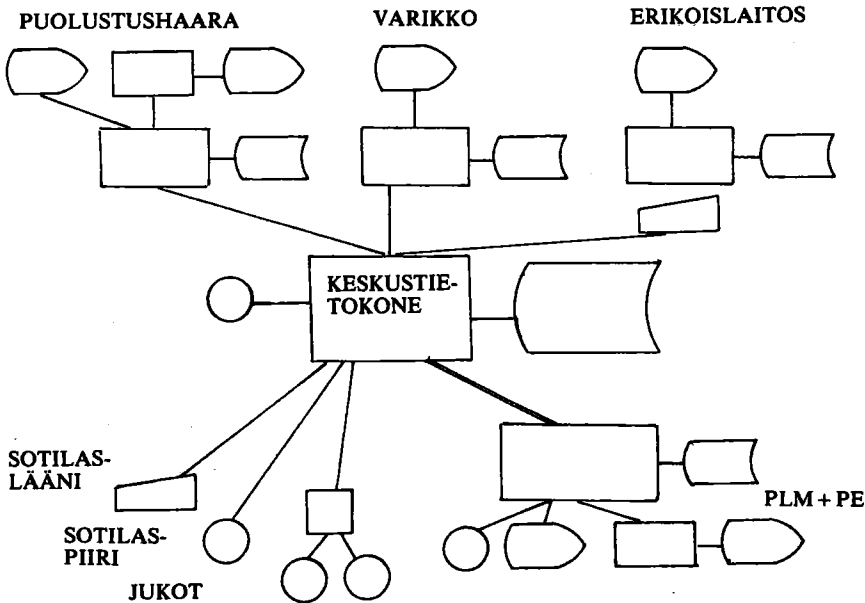 PUOLUSTUSHAARA
VARIKKO
ERIKOISLAITOS
KESKUSTIE-
TOKONE
SOTILAS-
LÄÄNI
SOTILAS-
PIIRI
JUKOT
PLM + PE